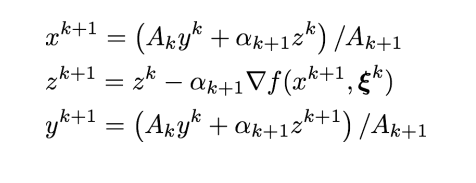 x^{k+1} = (A_k y^k + α_{k+1} z^k) / A_{k+1}
z^{k+1} = z^k − α_{k+1} ∇f(x^{k+1}, ξ^k)
y^{k+1} = (A_k y^k + α_{k+1} z^{k+1}) / A_{k+1}